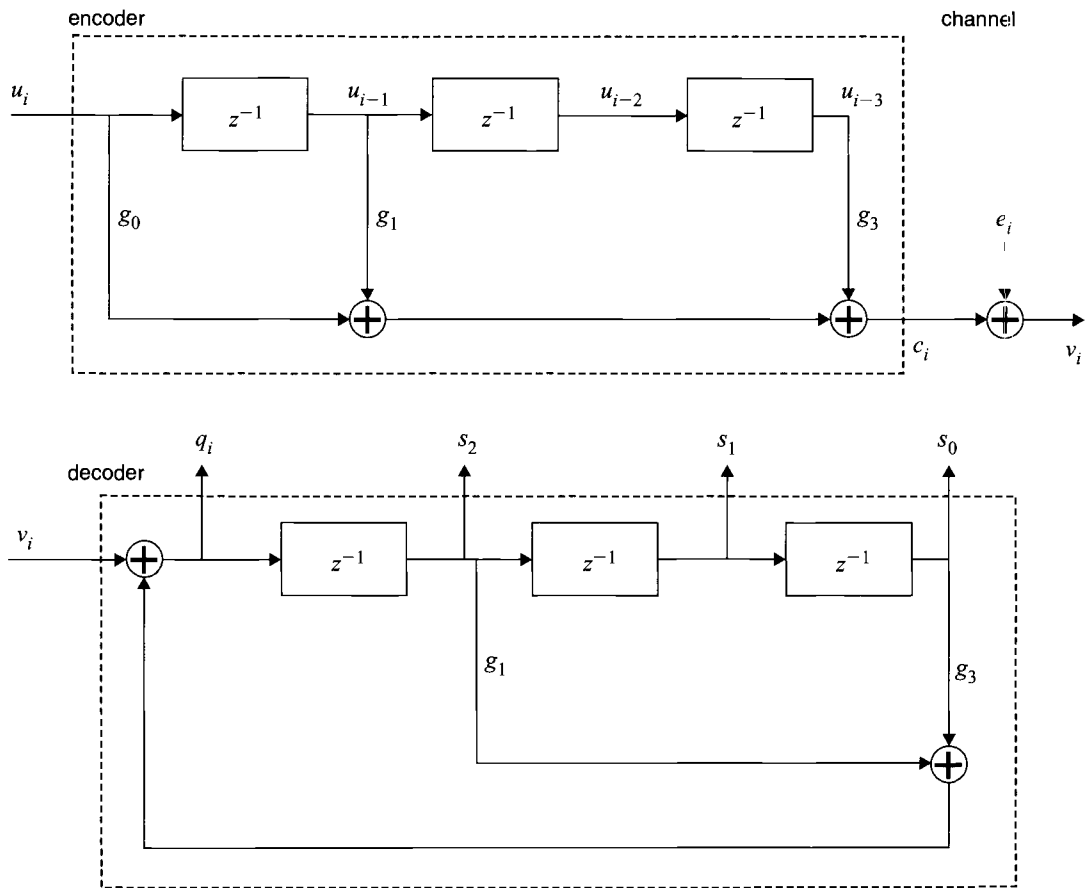 encoder channel
u_i z^{-1} u_{i-1} z^{-1} u_{i-2} z^{-1} u_{i-3}
g_0 g_1 g_3 e_i
c_i v_i
q_i s_2 s_1 s_0
decoder
v_i z^{-1} z^{-1} z^{-1}
g_1 g_3